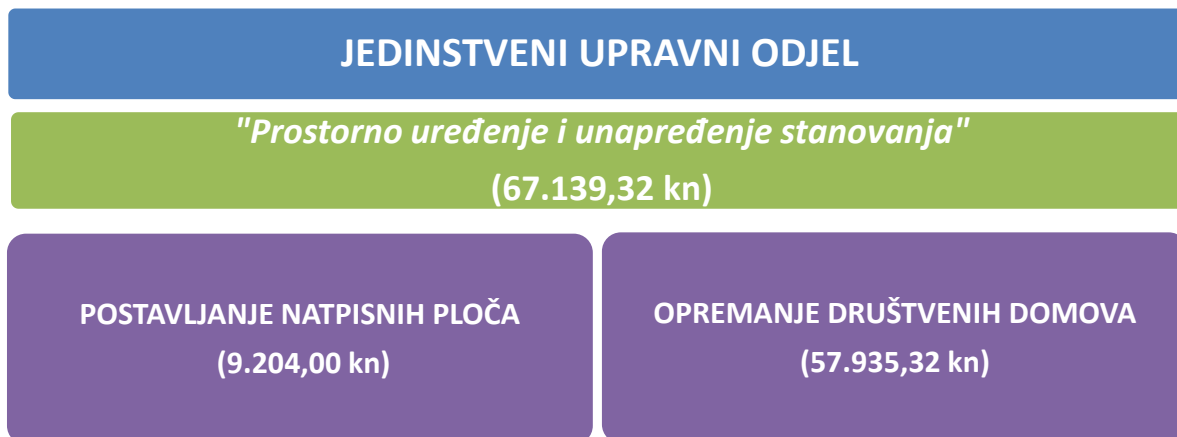 JEDINSTVENI UPRAVNI ODJEL
"Prostorno uređenje i unapređenje stanovanja"
(67.139,32 kn)
POSTAVLJANJE NATPISNIH PLOČA
(9.204,00 kn)
OPREMANJE DRUŠTVENIH DOMOVA
(57.935,32 kn)